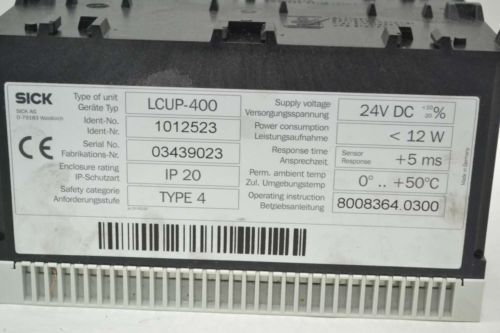 SICK
SICK AG
D-79183 Waldkirch
Type of unit
Geräte Typ
LCUP-400
Ident-No.
Ident-Nr.
1012523
Serial No.
Fabrikations-Nr.
03439023
Enclosure rating
IP-Schutzart
IP 20
Safety category
Anforderungsstufe
TYPE 4
Supply voltage
Versorgungsspannung
24V DC +20 -20 %
Power consumption
Leistungsaufnahme
< 12 W
Response time
Ansprechzeit
Sensor
Response
+5 ms
Perm. ambient temp
Zul. Umgebungstemp
0° .. +50°C
Operating instruction
Betriebsanleitung
8008364.0300
CE
Made in Germany